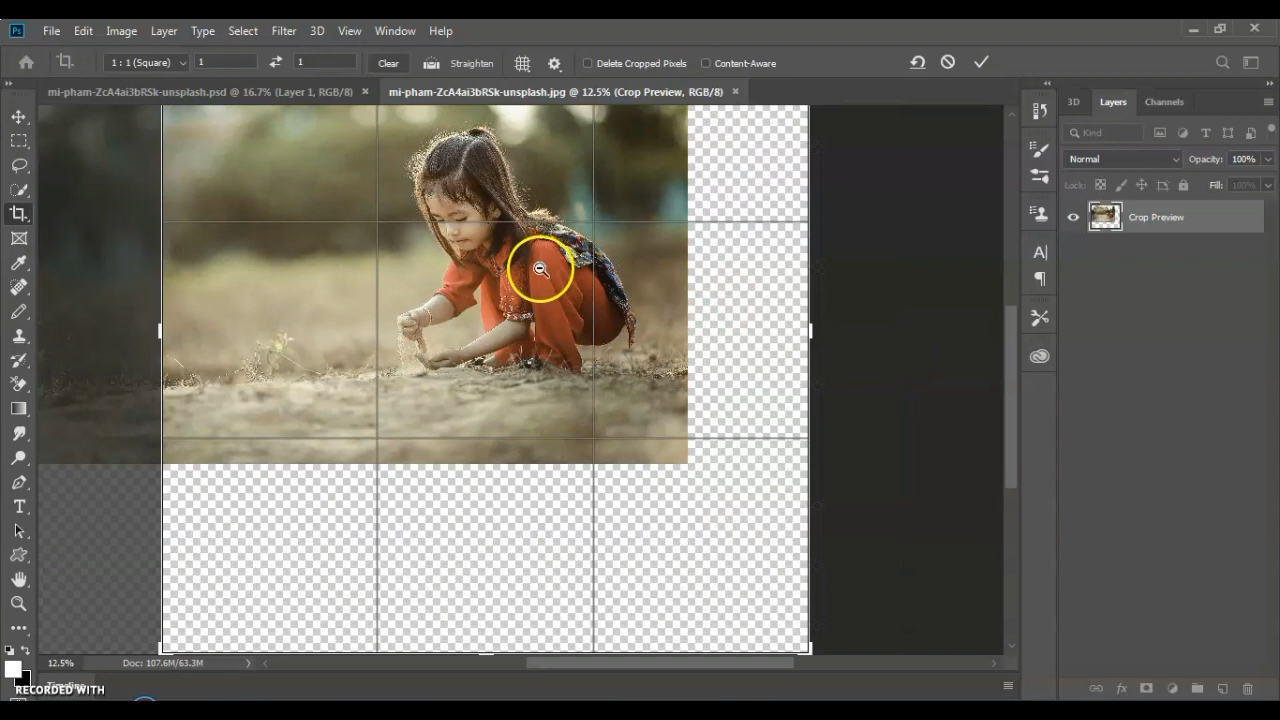 Ps File Edit Image Layer Type Select Filter 3D View Window Help
1 : 1 (Square) 1 1 Clear Straighten Delete Cropped Pixels Content-Aware
mi-pham-ZcA4ai3bRSk-unsplash.psd @ 16.7% (Layer 1, RGB/8) × mi-pham-ZcA4ai3bRSk-unsplash.jpg @ 12.5% (Crop Preview, RGB/8) ×
3D Layers Channels
Kind
Normal Opacity: 100%
Lock: Fill: 100%
Crop Preview
12.5% Doc: 107.6M/63.3M
Timeline
RECORDED WITH